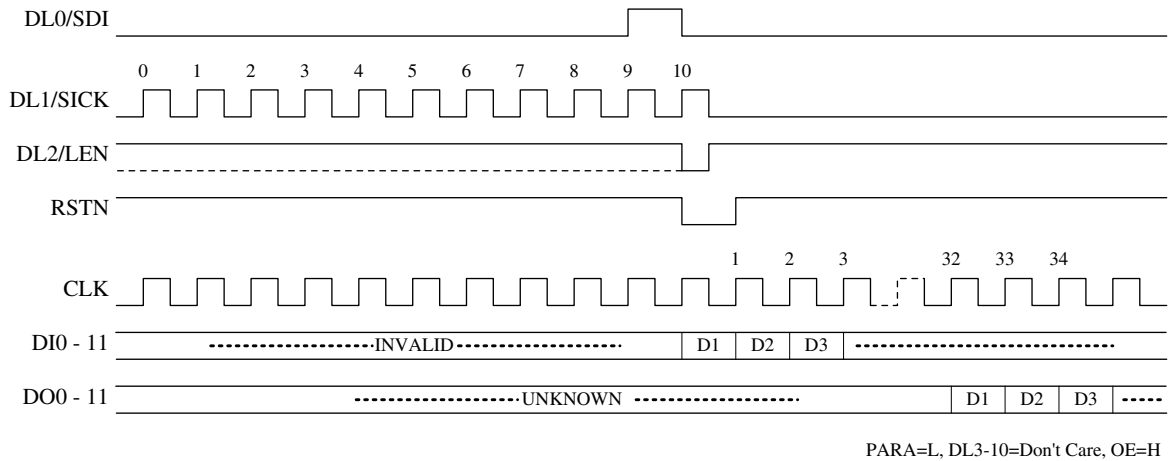 DL0/SDI
0 1 2 3 4 5 6 7 8 9 10
DL1/SICK
DL2/LEN
RSTN
1 2 3 32 33 34
CLK
DI0 - 11 INVALID D1 D2 D3
DO0 - 11 UNKNOWN D1 D2 D3
PARA=L, DL3-10=Don't Care, OE=H